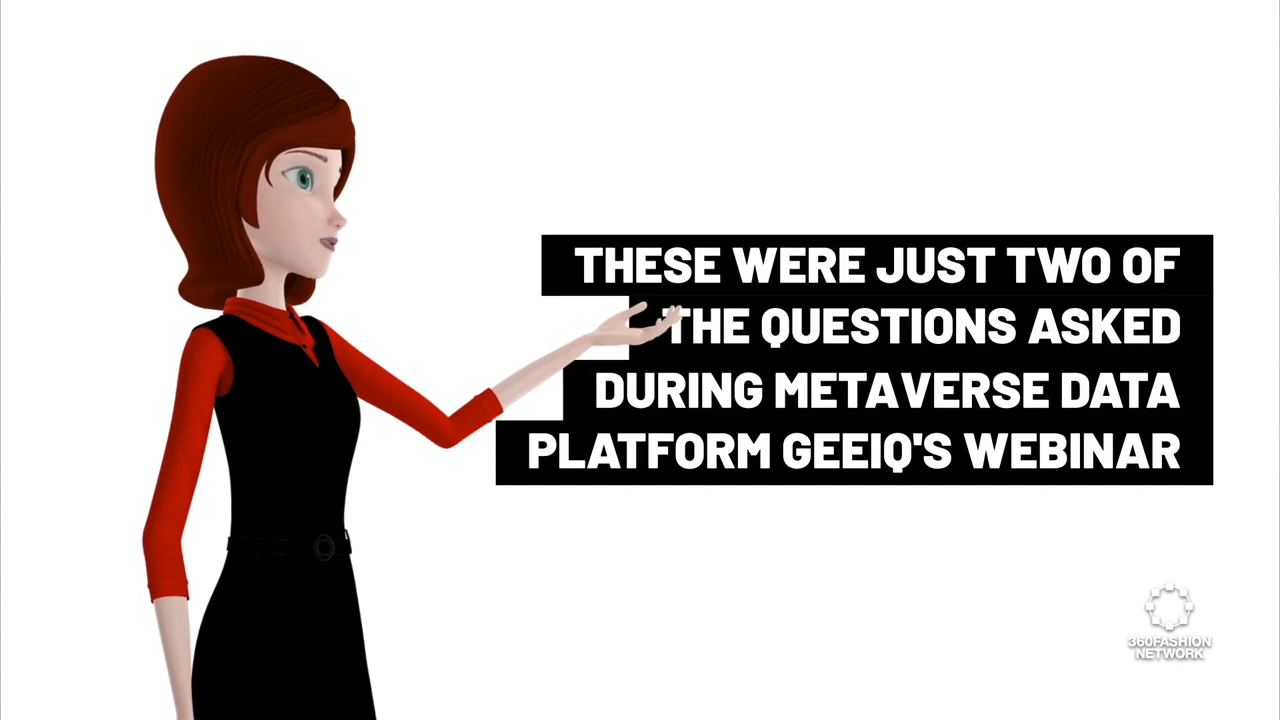 THESE WERE JUST TWO OF
THE QUESTIONS ASKED
DURING METAVERSE DATA
PLATFORM GEEIQ'S WEBINAR
360FASHION
NETWORK